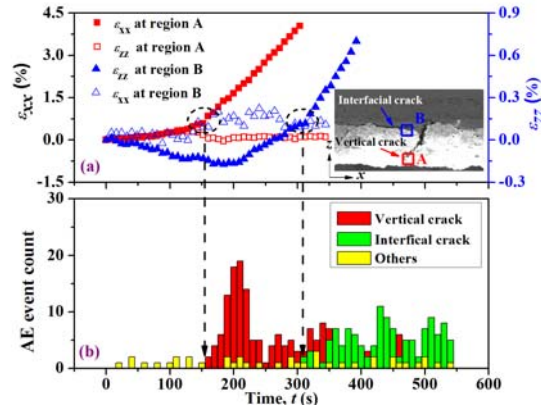 4.5
3.0
1.5
0.0
-1.5
εxx (%)
εxx at region A
εzz at region A
εzz at region B
εxx at region B
0.9
0.6
0.3
0.0
-0.3
εzz (%)
Interfacial crack
B
Vertical crack
A
z
x
(a)
30
20
10
0
AE event count
Vertical crack
Interfical crack
Others
(b)
0 100 200 300 400 500 600
Time, t (s)